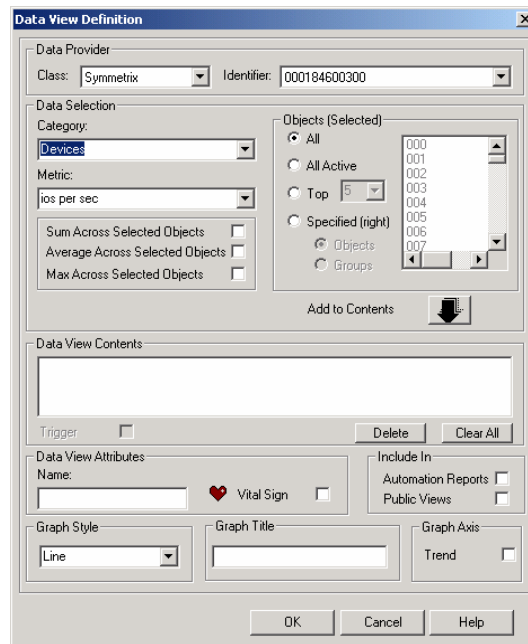 Data View Definition
Data Provider
Class: Symmetrix Identifier: 000184600300
Data Selection
Category:
Devices
Metric:
ios per sec
Sum Across Selected Objects
Average Across Selected Objects
Max Across Selected Objects
Objects (Selected)
All
All Active
Top 5
Specified (right)
Objects
Groups
000
001
002
003
004
005
006
007
Add to Contents
Data View Contents
Trigger
Delete Clear All
Data View Attributes
Name:
Vital Sign
Include In
Automation Reports
Public Views
Graph Style
Line
Graph Title
Graph Axis
Trend
OK Cancel Help